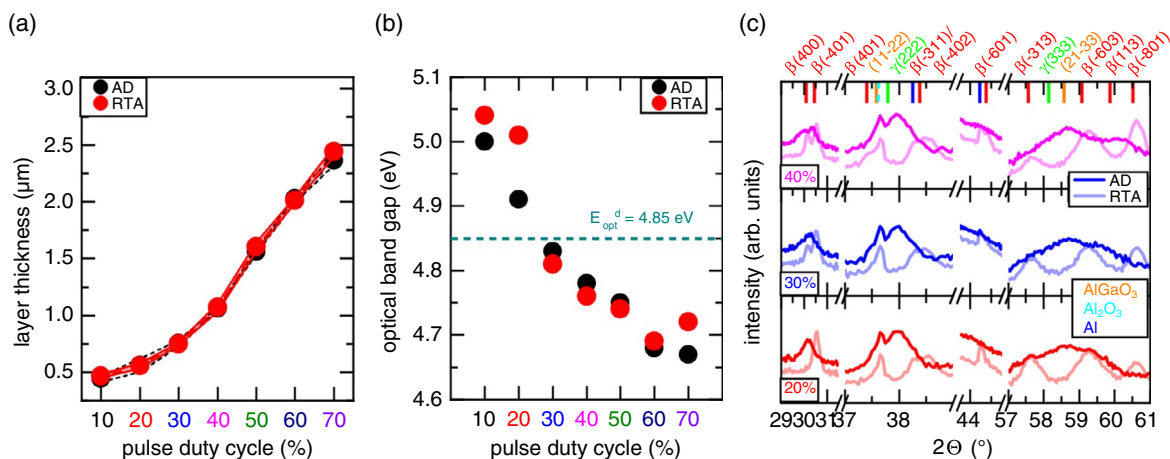 (a)
3.0
2.5
2.0
1.5
1.0
0.5
layer thickness (μm)
AD
RTA
10 20 30 40 50 60 70
pulse duty cycle (%)
(b)
5.1
5.0
4.9
4.8
4.7
4.6
optical band gap (eV)
AD
RTA
E_opt^d = 4.85 eV
10 20 30 40 50 60 70
pulse duty cycle (%)
(c)
β(400)
β(-401)
β(401)
(11-22)
γ(222)
β(-311)/
β(-402)
β(-601)
β(-313)
γ(333)
(21-33)
β(-603)
β(113)
β(-801)
intensity (arb. units)
40%
AD
RTA
30%
AlGaO₃
Al₂O₃
Al
20%
29 30 31 37 38 44 57 58 59 60 61
2Θ (°)